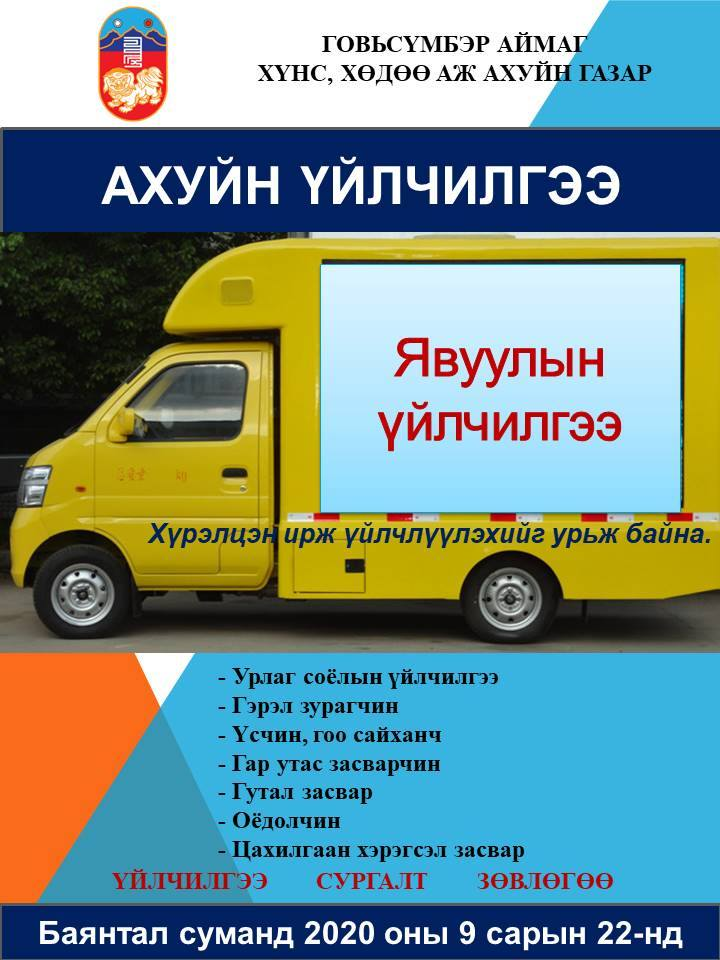 ГОВЬСҮМБЭР АЙМАГ
ХҮНС, ХӨДӨӨ АЖ АХУЙН ГАЗАР
АХУЙН ҮЙЛЧИЛГЭЭ
Явуулын
үйлчилгээ
Хүрэлцэн ирж үйлчлүүлэхийг урьж байна.
- Урлаг соёлын үйлчилгээ
- Гэрэл зурагчин
- Үсчин, гоо сайханч
- Гар утас засварчин
- Гутал засвар
- Оёдолчин
- Цахилгаан хэрэгсэл засвар
ҮЙЛЧИЛГЭЭ СУРГАЛТ ЗӨВЛӨГӨӨ
Баянтал суманд 2020 оны 9 сарын 22-нд